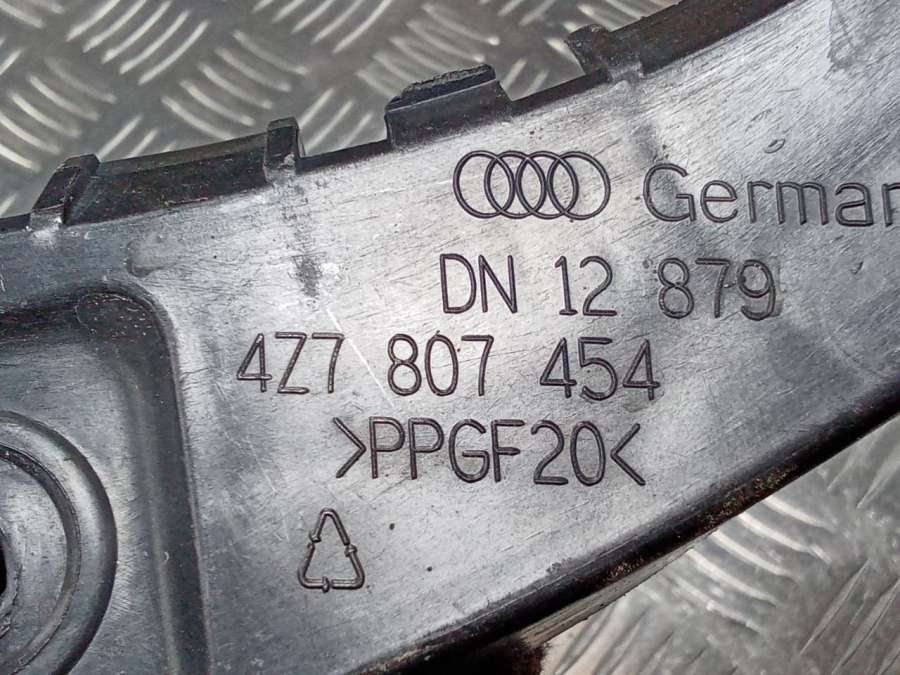 German
DN 12 879
4Z7 807 454
>PPGF20<